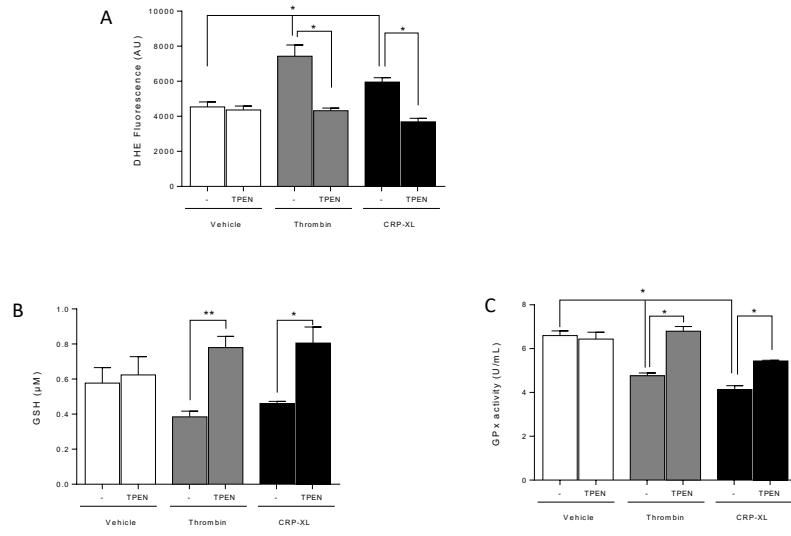 A
*
*
*
10000
8000
6000
4000
2000
0
DHE Fluorescence (AU)
- TPEN - TPEN - TPEN
Vehicle Thrombin CRP-XL
B
**
*
1.0
0.8
0.6
0.4
0.2
0.0
GSH (µM)
- TPEN - TPEN - TPEN
Vehicle Thrombin CRP-XL
C
*
*
*
8
6
4
2
0
GPx activity (U/mL)
- TPEN - TPEN - TPEN
Vehicle Thrombin CRP-XL